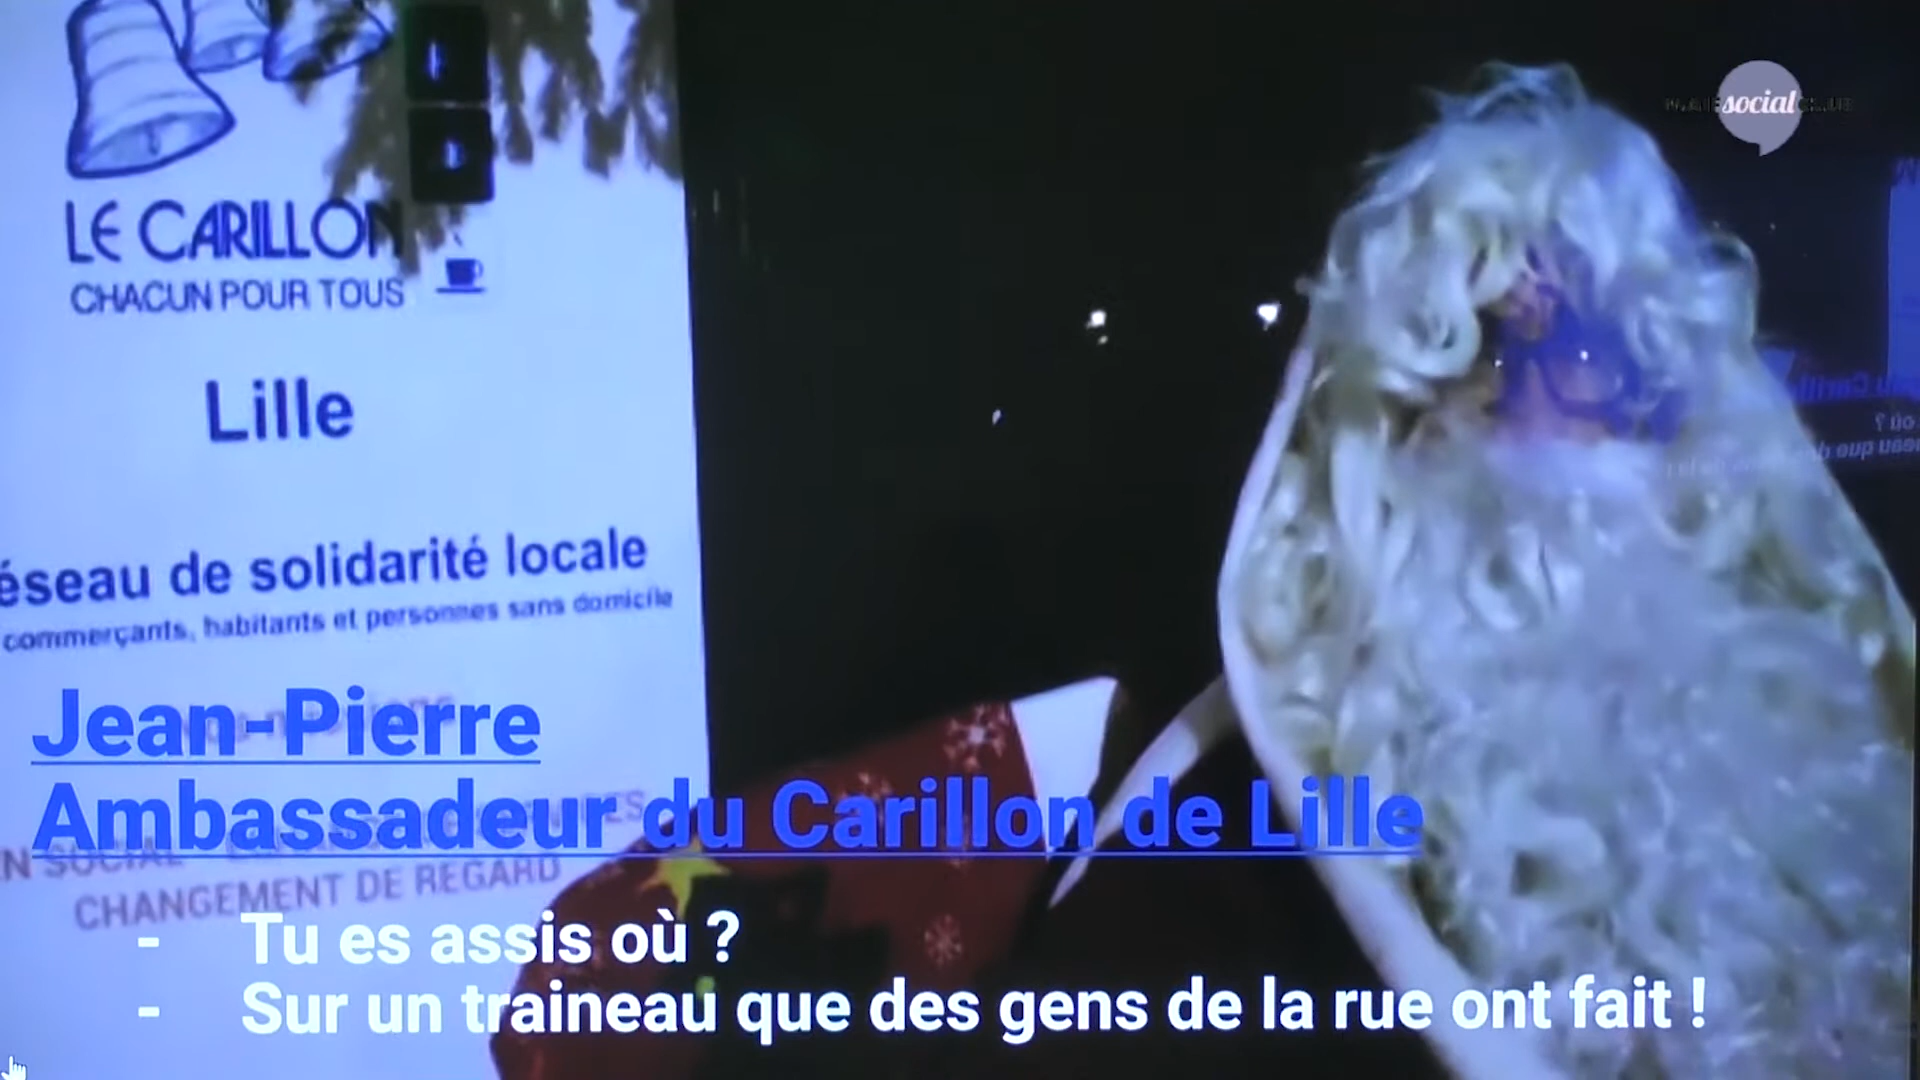 LE CARILLON
CHACUN POUR TOUS
Lille
éseau de solidarité locale
commerçants, habitants et personnes sans domicile
Jean-Pierre
Ambassadeur du Carillon de Lille
N SOCIAL
CHANGEMENT DE REGARD
- Tu es assis où ?
- Sur un traineau que des gens de la rue ont fait !
social